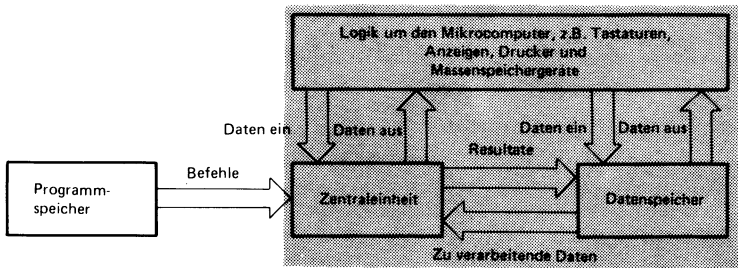 Logik um den Mikrocomputer, z.B. Tastaturen,
Anzeigen, Drucker und
Massenspeichergeräte
Daten ein
Daten aus
Daten ein
Daten aus
Resultate
Befehle
Programm-
speicher
Zentraleinheit
Datenspeicher
Zu verarbeitende Daten